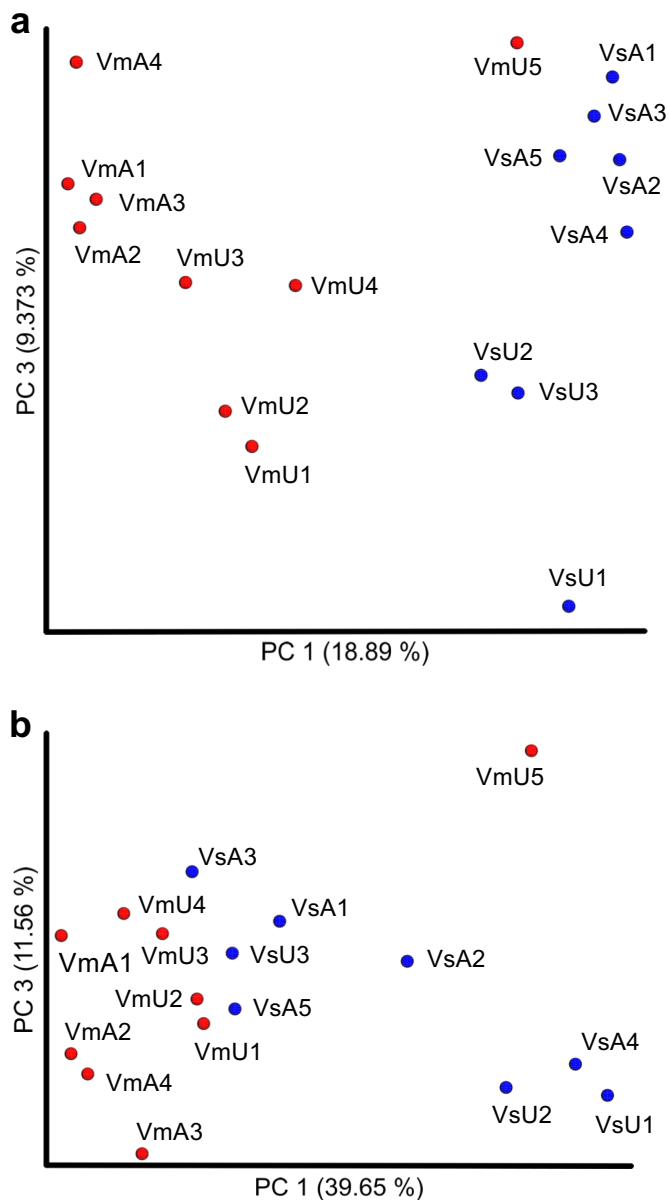 a
VmA4
VmU5
VsA1
VsA3
VsA5
VsA2
VmA1
VmA3
VsA4
VmA2
VmU3
VmU4
VsU2
VsU3
VmU2
VmU1
VsU1
PC 3 (9.373 %)
PC 1 (18.89 %)
b
VmU5
VsA3
VmU4
VsA1
VmA1
VmU3
VsU3
VsA2
VmU2
VsA5
VmA2
VmU1
VsA4
VmA4
VsU2
VsU1
VmA3
PC 3 (11.56 %)
PC 1 (39.65 %)